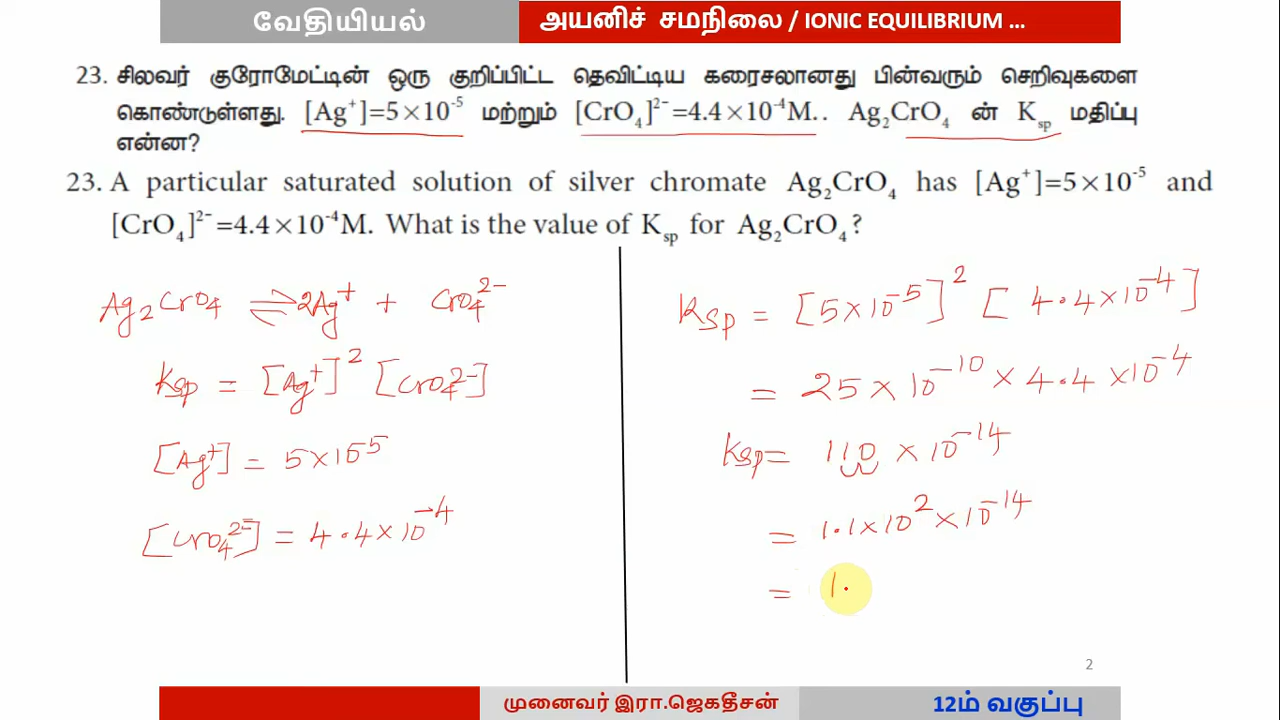 வேதியியல்
அயனிச் சமநிலை / IONIC EQUILIBRIUM ...
23. சிலவர் குரோமேட்டின் ஒரு குறிப்பிட்ட தெவிட்டிய கரைசலானது பின்வரும் செறிவுகளை
கொண்டுள்ளது. [Ag⁺]=5×10⁻⁵ மற்றும் [CrO₄]²⁻=4.4×10⁻⁴M.. Ag₂CrO₄ ன் Kₛₚ மதிப்பு
என்ன?
23. A particular saturated solution of silver chromate Ag₂CrO₄ has [Ag⁺]=5×10⁻⁵ and
[CrO₄]²⁻=4.4×10⁻⁴M. What is the value of Kₛₚ for Ag₂CrO₄?
Ag₂CrO₄ ⇌ 2Ag⁺ + CrO₄²⁻
Ksp = [Ag⁺]² [CrO₄²⁻]
[Ag⁺] = 5×10⁻⁵
[CrO₄²⁻] = 4.4×10⁻⁴
Ksp = [5×10⁻⁵]² [4.4×10⁻⁴]
= 25 × 10⁻¹⁰ × 4.4 × 10⁻⁴
Ksp = 110 × 10⁻¹⁴
= 1.1×10² × 10⁻¹⁴
= 1.
2
முனைவர் இரா.ஜெகதீசன்
12ம் வகுப்பு